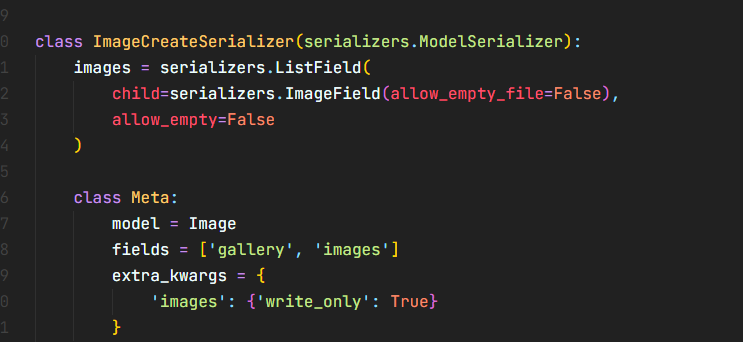 9
0 class ImageCreateSerializer(serializers.ModelSerializer):
1     images = serializers.ListField(
2         child=serializers.ImageField(allow_empty_file=False),
3         allow_empty=False
4     )
5
6     class Meta:
7         model = Image
8         fields = ['gallery', 'images']
9         extra_kwargs = {
0             'images': {'write_only': True}
1         }